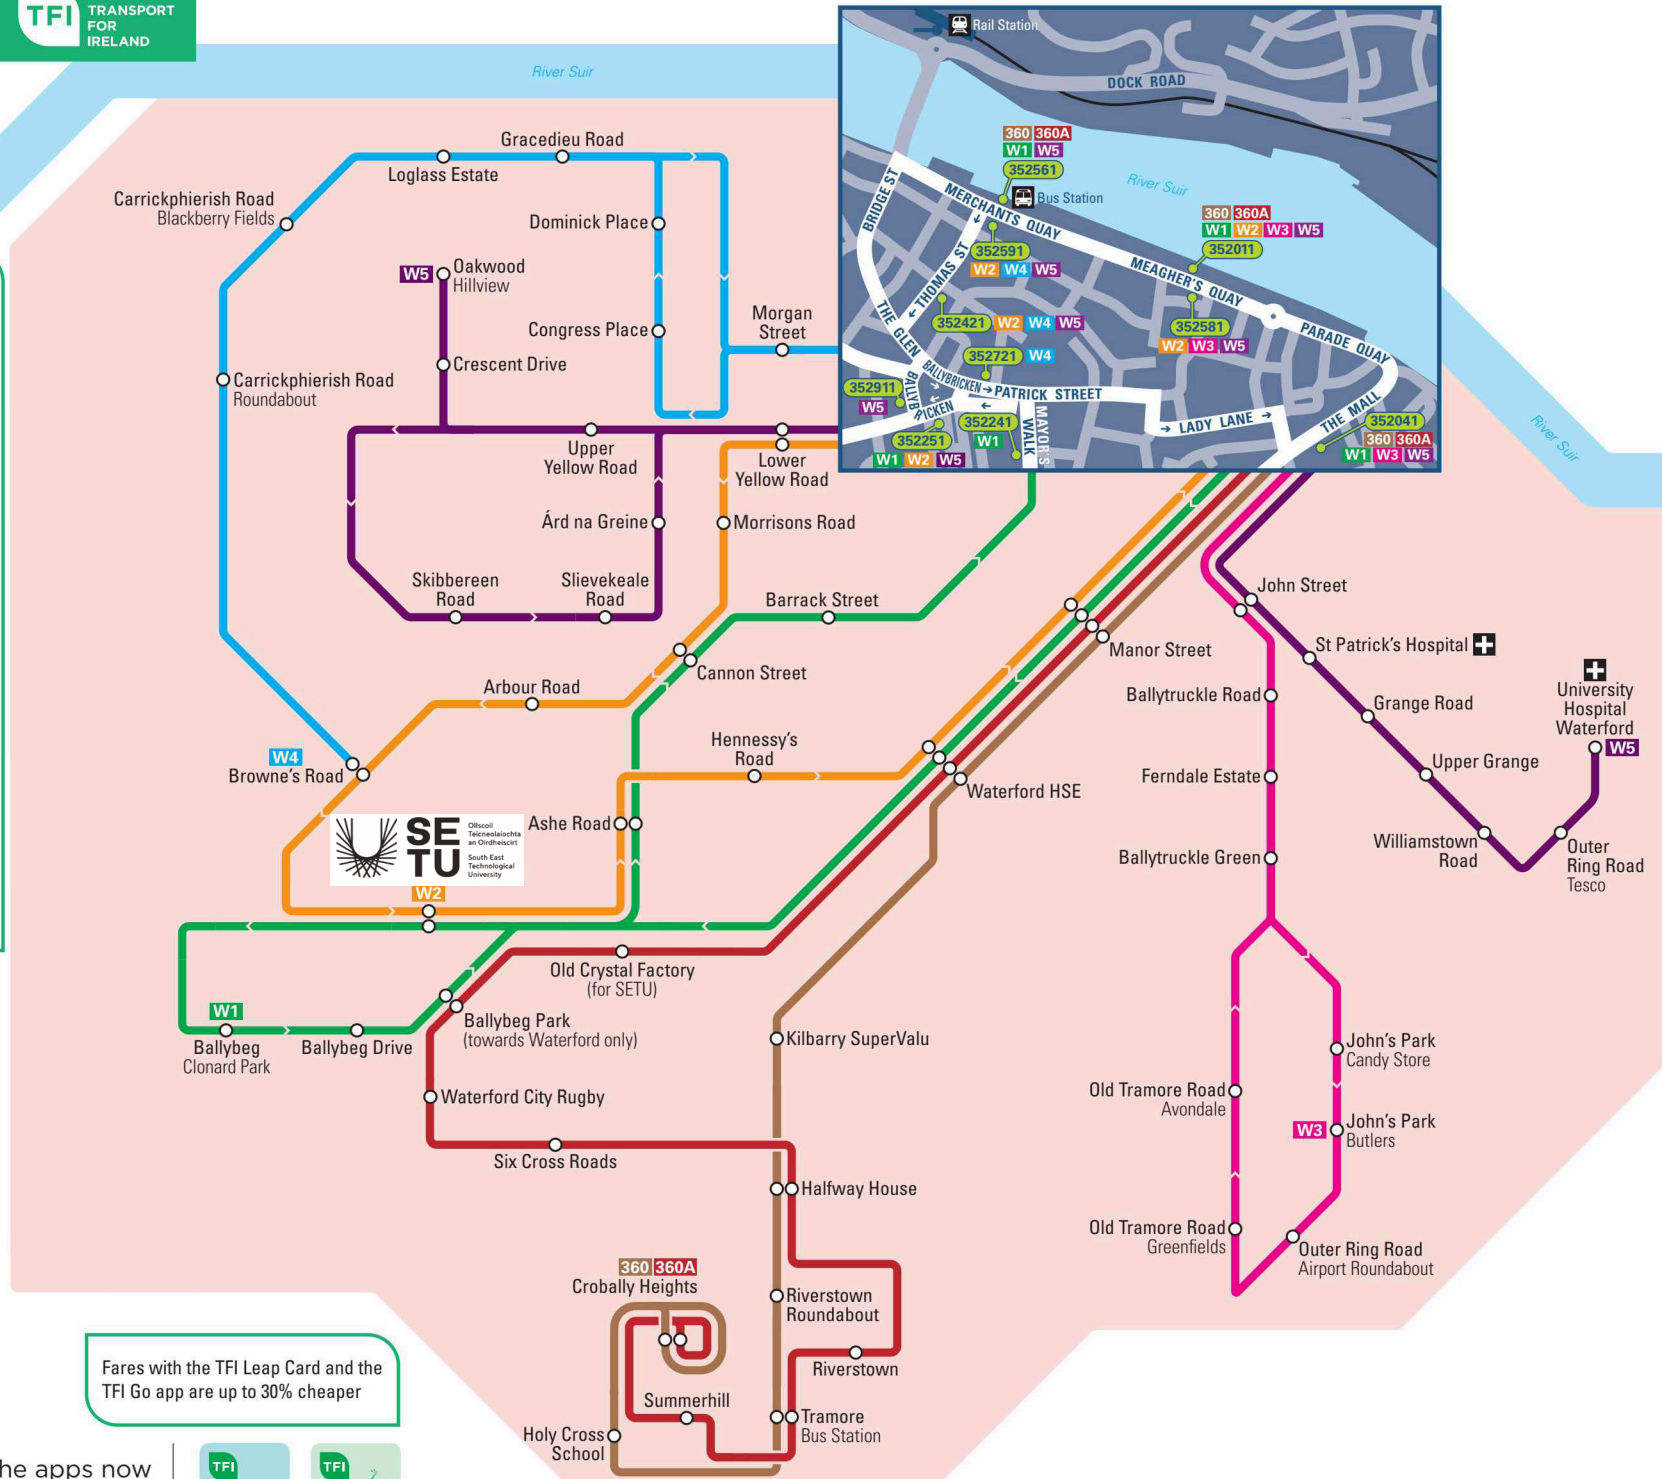 TFI
TRANSPORT
FOR
IRELAND
River Suir
Gracedieu Road
Loglass Estate
Carrickphierish Road
Blackberry Fields
Dominick Place
W5
Oakwood
Hillview
Congress Place
Morgan
Street
Crescent Drive
Carrickphierish Road
Roundabout
Upper
Yellow Road
Lower
Yellow Road
Árd na Greine
Morrisons Road
Skibbereen
Road
Slievekeale
Road
Barrack Street
Cannon Street
Arbour Road
W4
Browne's Road
Hennessy's
Road
Ashe Road
SE
TU
Ollscoil
Teicneolaíochta
an Oirdheiscirt
South East
Technological
University
W2
Old Crystal Factory
(for SETU)
W1
Ballybeg
Clonard Park
Ballybeg Drive
Ballybeg Park
(towards Waterford only)
Waterford City Rugby
Six Cross Roads
Kilbarry SuperValu
Halfway House
360 360A
Crobally Heights
Riverstown
Roundabout
Riverstown
Summerhill
Tramore
Bus Station
Holy Cross
School
Rail Station
DOCK ROAD
360 360A
W1 W5
352561
Bus Station
River Suir
BRIDGE ST
MERCHANTS QUAY
360 360A
W1 W2 W3 W5
352011
352591
W2 W4 W5
THOMAS ST
MEAGHER'S QUAY
352421 W2 W4 W5
352581
W2 W3 W5
THE GLEN
PARADE QUAY
352721 W4
BALLYBRICKEN
PATRICK STREET
352911
W5
BALLYBRICKEN
352241
W1
MAYOR'S
WALK
LADY LANE
THE MALL
352041
360 360A
W1 W3 W5
352251
W1 W2 W5
River Suir
Manor Street
Waterford HSE
John Street
St Patrick's Hospital
Ballytruckle Road
Grange Road
University
Hospital
Waterford
W5
Ferndale Estate
Upper Grange
Ballytruckle Green
Williamstown
Road
Outer
Ring Road
Tesco
John's Park
Candy Store
Old Tramore Road
Avondale
W3
John's Park
Butlers
Old Tramore Road
Greenfields
Outer Ring Road
Airport Roundabout
Fares with the TFI Leap Card and the
TFI Go app are up to 30% cheaper
he apps now
TFI
TFI